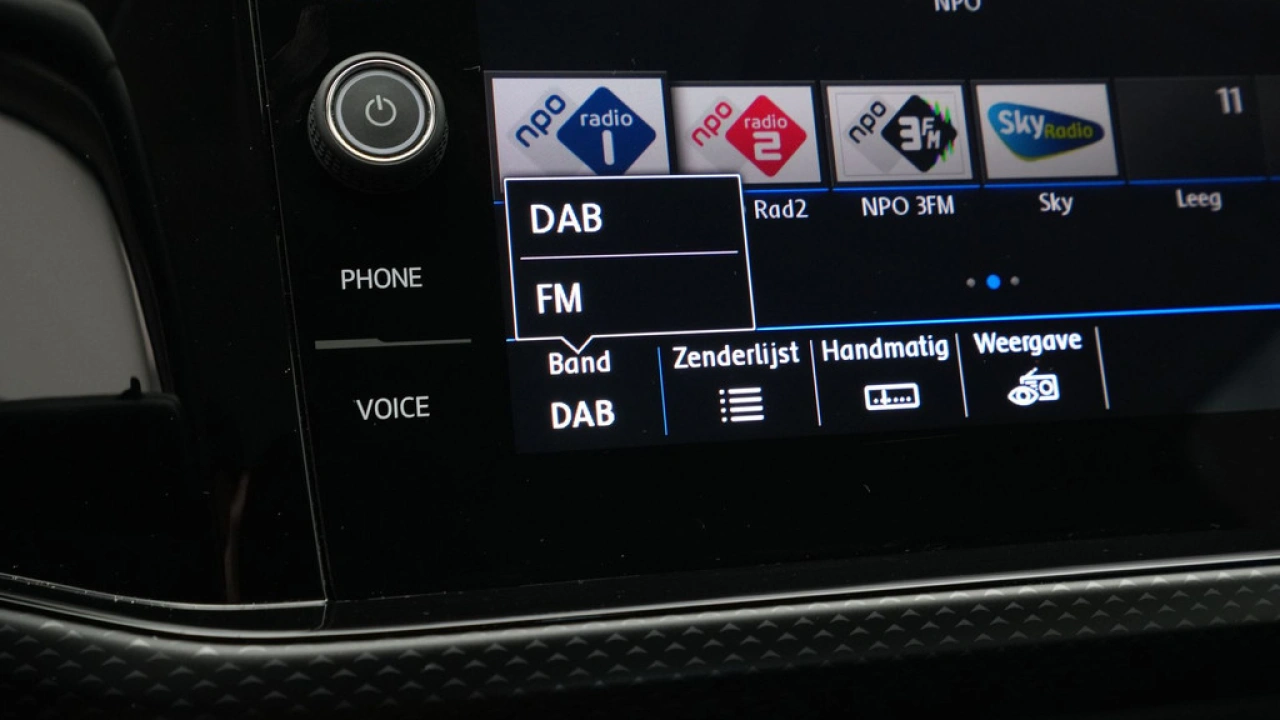 NPO
npo radio 1
npo radio 2
npo 3FM
Sky Radio
11
Rad2
NPO 3FM
Sky
Leeg
DAB
FM
PHONE
VOICE
Band
DAB
Zenderlijst
Handmatig
Weergave